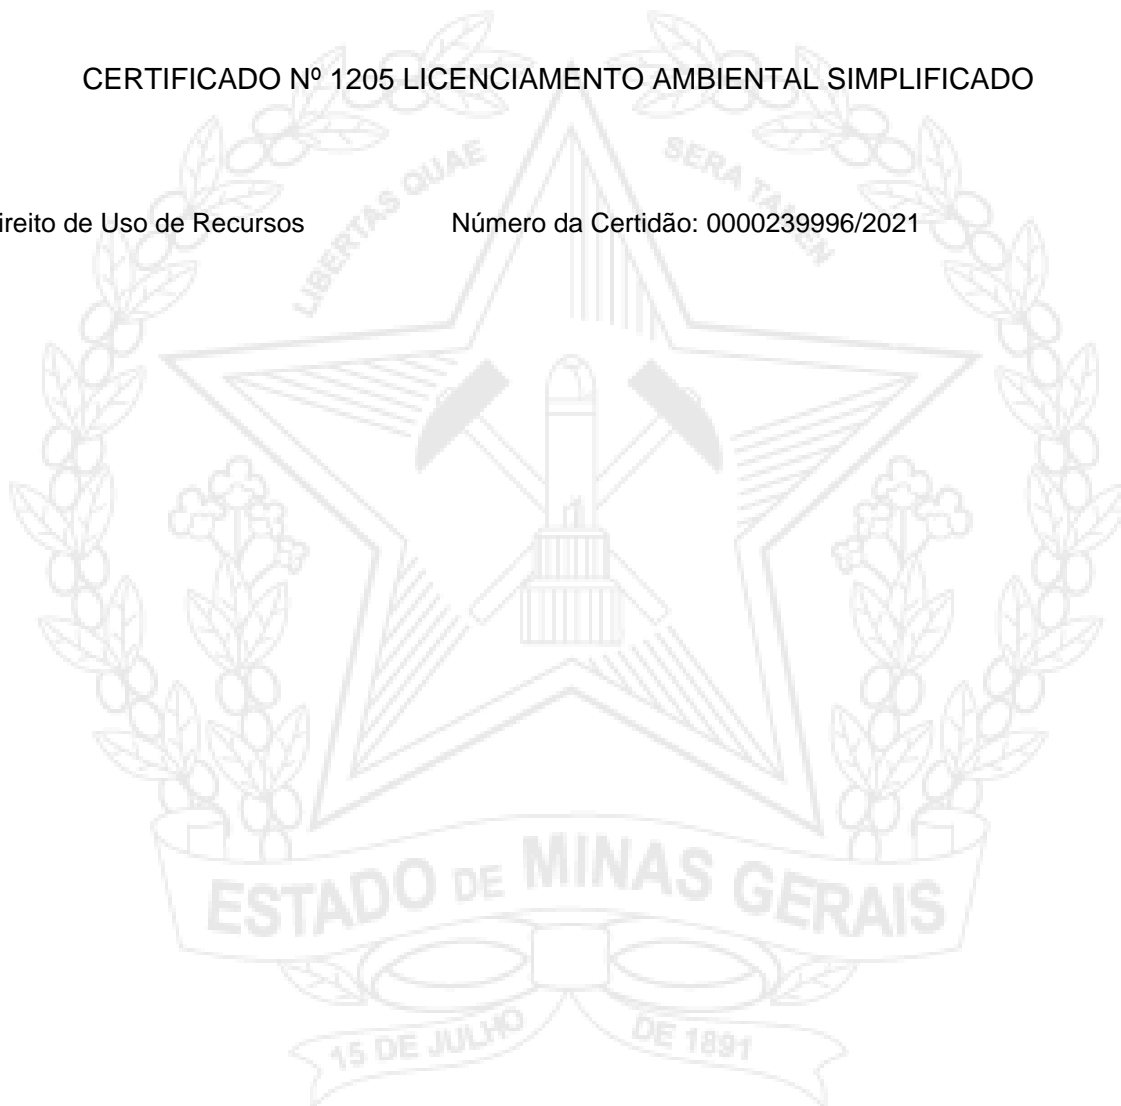 CERTIFICADO Nº 1205 LICENCIAMENTO AMBIENTAL SIMPLIFICADO
LIBERTAS QUAE SERA TAMEN
ireito de Uso de Recursos Número da Certidão: 0000239996/2021
ESTADO DE MINAS GERAIS
15 DE JULHO DE 1891